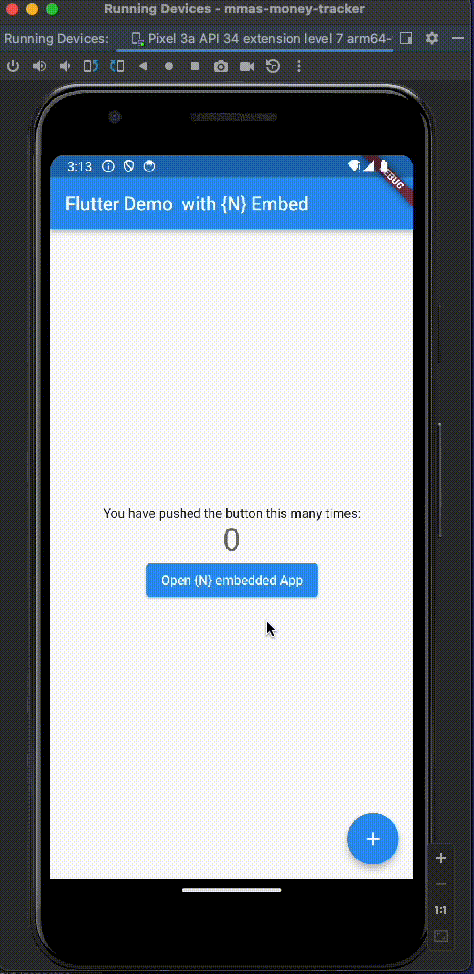 Running Devices - mmas-money-tracker
Running Devices: Pixel 3a API 34 extension level 7 arm64-
3:13
DEBUG
Flutter Demo with {N} Embed
You have pushed the button this many times:
0
Open {N} embedded App
+
+
1:1